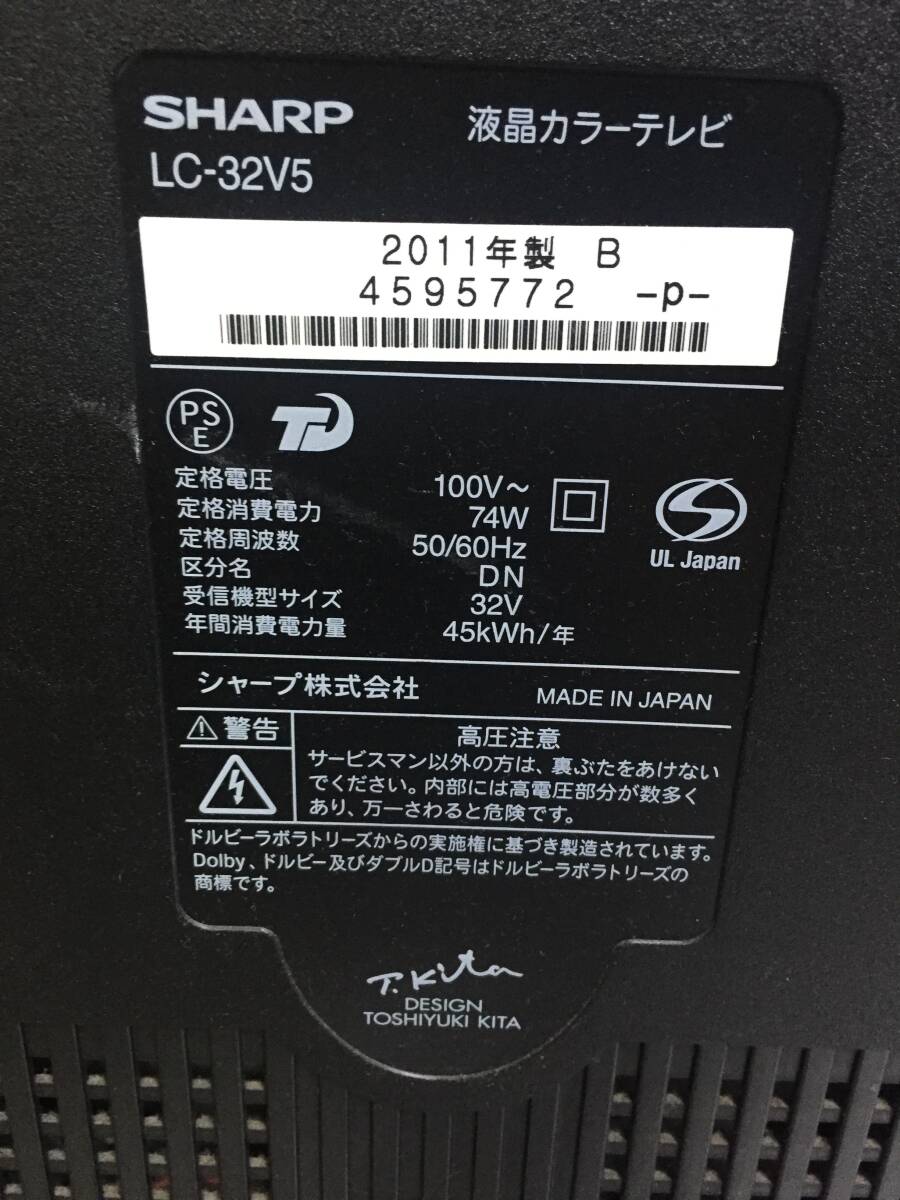 SHARP 液晶カラーテレビ
LC-32V5
2011年製 B
4595772 -p-
PS
E
定格電圧 100V~
定格消費電力 74W
定格周波数 50/60Hz
区分名 DN
受信機型サイズ 32V
年間消費電力量 45kWh/年
UL Japan
シャープ株式会社 MADE IN JAPAN
⚠警告
高圧注意
サービスマン以外の方は、裏ぶたをあけない
でください。内部には高電圧部分が数多く
あり、万一さわると危険です。
ドルビーラボラトリーズからの実施権に基づき製造されています。
Dolby、ドルビー及びダブルD記号はドルビーラボラトリーズの
商標です。
T.Kita
DESIGN
TOSHIYUKI KITA